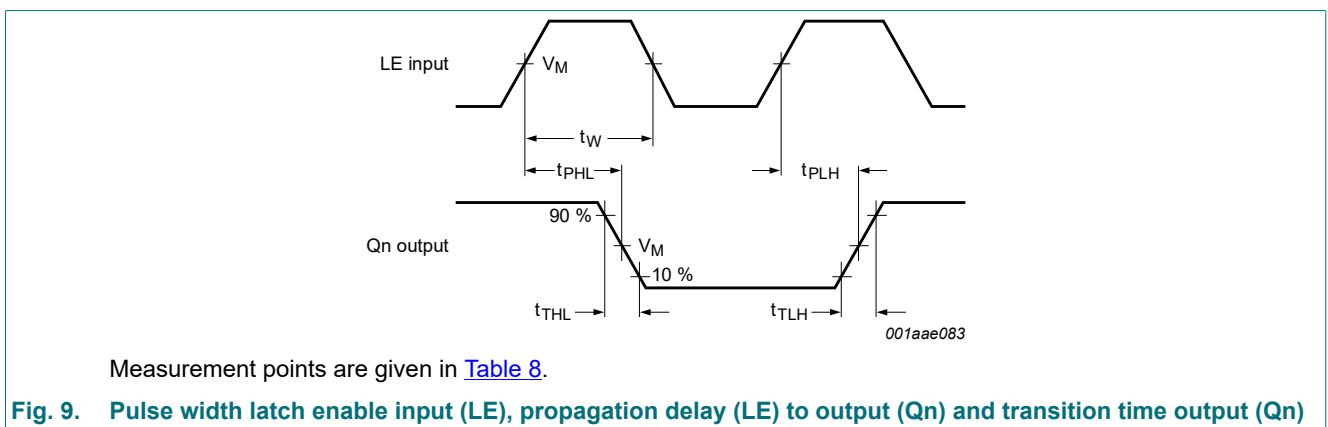 LE input
VM
tW
tPHL
tPLH
90 %
Qn output
VM
10 %
tTHL
tTLH
001aae083
Measurement points are given in Table 8.
Fig. 9. Pulse width latch enable input (LE), propagation delay (LE) to output (Qn) and transition time output (Qn)